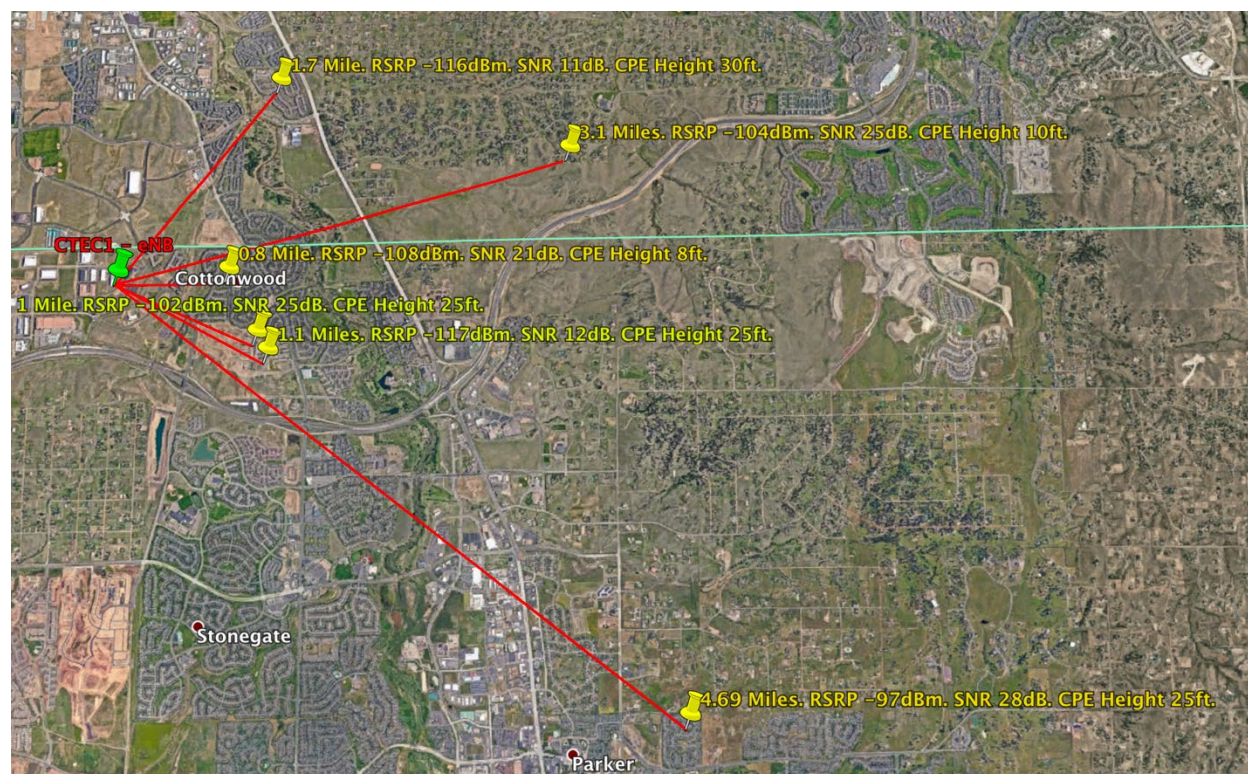 1.7 Mile. RSRP -116dBm. SNR 11dB. CPE Height 30ft.
3.1 Miles. RSRP -104dBm. SNR 25dB. CPE Height 10ft.
CTEC1 - eNB
0.8 Mile. RSRP -108dBm. SNR 21dB. CPE Height 8ft.
Cottonwood
1 Mile. RSRP -102dBm. SNR 25dB. CPE Height 25ft.
1.1 Miles. RSRP -117dBm. SNR 12dB. CPE Height 25ft.
Stonegate
4.69 Miles. RSRP -97dBm. SNR 28dB. CPE Height 25ft.
Parker